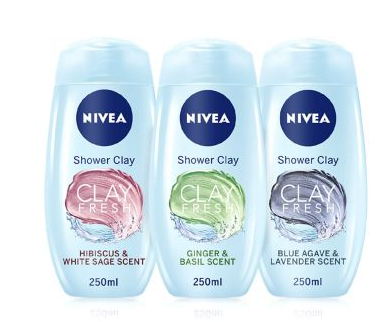 NIVEA
Shower Clay
CLAY
FRESH
HIBISCUS &
WHITE SAGE SCENT
250ml
NIVEA
Shower Clay
CLAY
FRESH
GINGER &
BASIL SCENT
250ml
NIVEA
Shower Clay
CLAY
FRESH
BLUE AGAVE &
LAVENDER SCENT
250ml